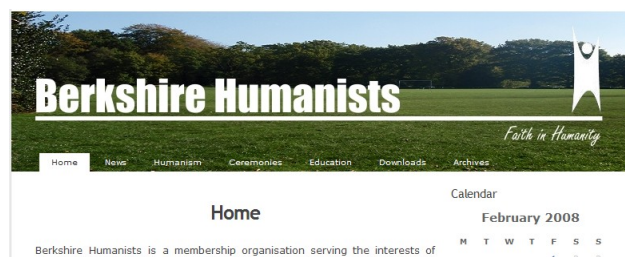 Berkshire Humanists
Faith in Humanity
Home News Humanism Ceremonies Education Downloads Archives
Calendar
Home
February 2008
M T W T F S S
Berkshire Humanists is a membership organisation serving the interests of